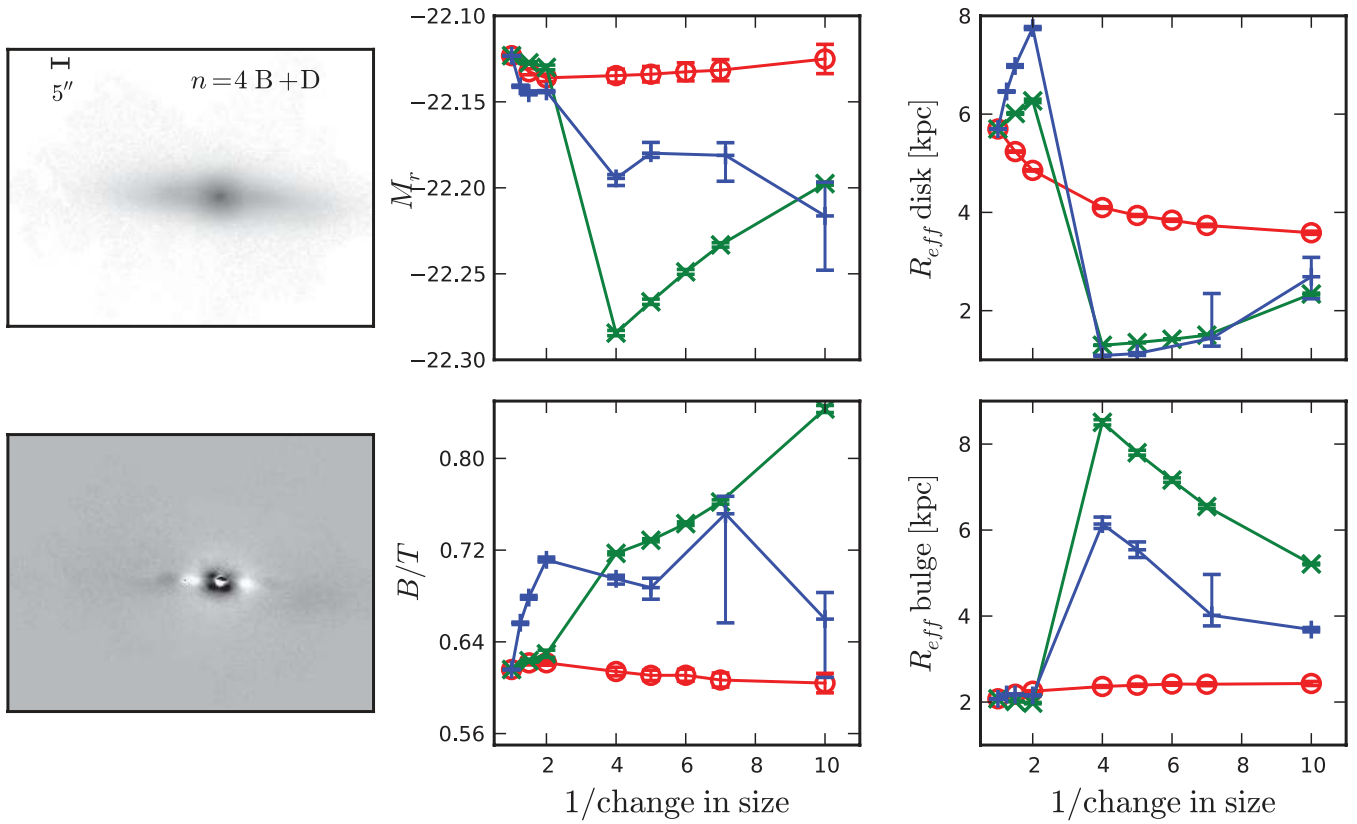 5″
n=4 B+D
M_r
−22.10
−22.15
−22.20
−22.25
−22.30
R_eff disk [kpc]
8
6
4
2
B/T
0.80
0.72
0.64
0.56
2 4 6 8 10
1/change in size
R_eff bulge [kpc]
8
6
4
2
2 4 6 8 10
1/change in size